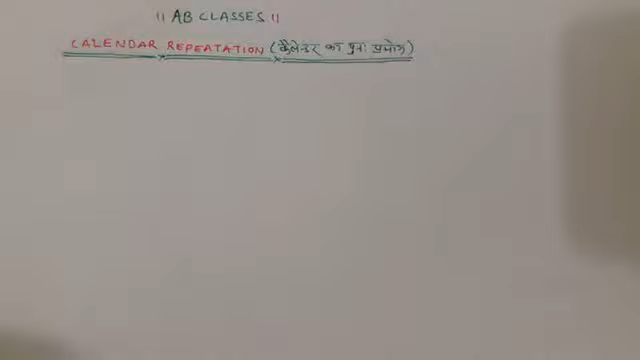 || AB CLASSES ||
CALENDAR REPEATATION (कैलेन्डर का पुनः प्रयोग)